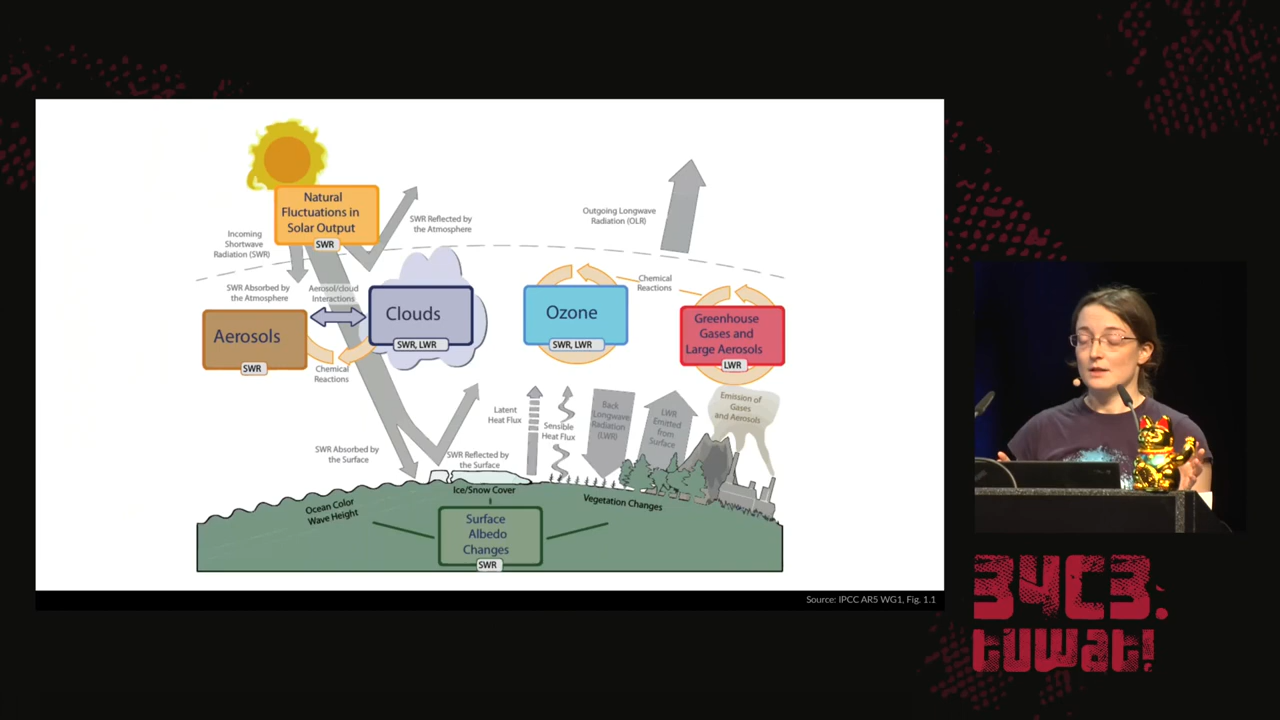 Natural
Fluctuations in
Solar Output
SWR
SWR Reflected by
the Atmosphere
Outgoing Longwave
Radiation (OLR)
Incoming
Shortwave
Radiation (SWR)
SWR Absorbed by
the Atmosphere
Aerosol/cloud
Interactions
Aerosols
SWR
Clouds
SWR, LWR
Chemical
Reactions
Ozone
SWR, LWR
Chemical
Reactions
Greenhouse
Gases and
Large Aerosols
LWR
SWR Absorbed by
the Surface
SWR Reflected by
the Surface
Latent
Heat Flux
Sensible
Heat Flux
Back
Longwave
Radiation
(LWR)
LWR
Emitted
from
Surface
Emission of
Gases
and Aerosols
Ocean Color
Wave Height
Ice/Snow Cover
Vegetation Changes
Surface
Albedo
Changes
SWR
Source: IPCC AR5 WG1, Fig. 1.1
34C3.
tuwat!